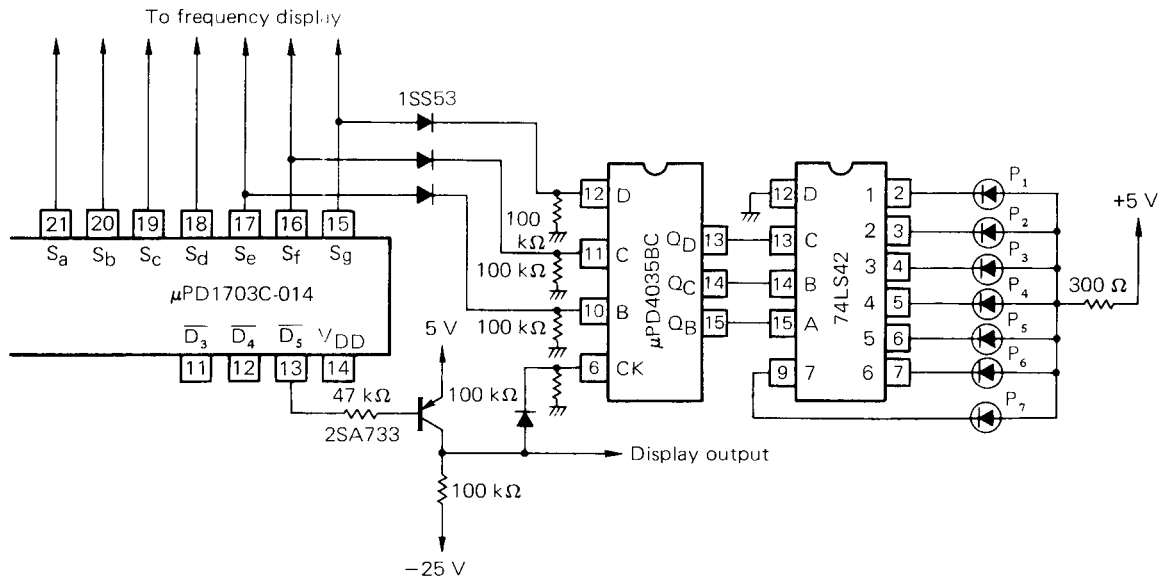 To frequency display
1SS53
21 20 19 18 17 16 15
Sa Sb Sc Sd Se Sf Sg
μPD1703C-014
D3 D4 D5 VDD
11 12 13 14
47 kΩ
2SA733
5 V
100 kΩ
100 kΩ
−25 V
Display output
100 kΩ
100 kΩ
100 kΩ
12 D
11 C
10 B
6 CK
μPD4035BC
QD 13
QC 14
QB 15
12 D
13 C
14 B
15 A
9 7
74LS42
1 2
2 3
3 4
4 5
5 6
6 7
P1
P2
P3
P4
P5
P6
P7
300 Ω
+5 V